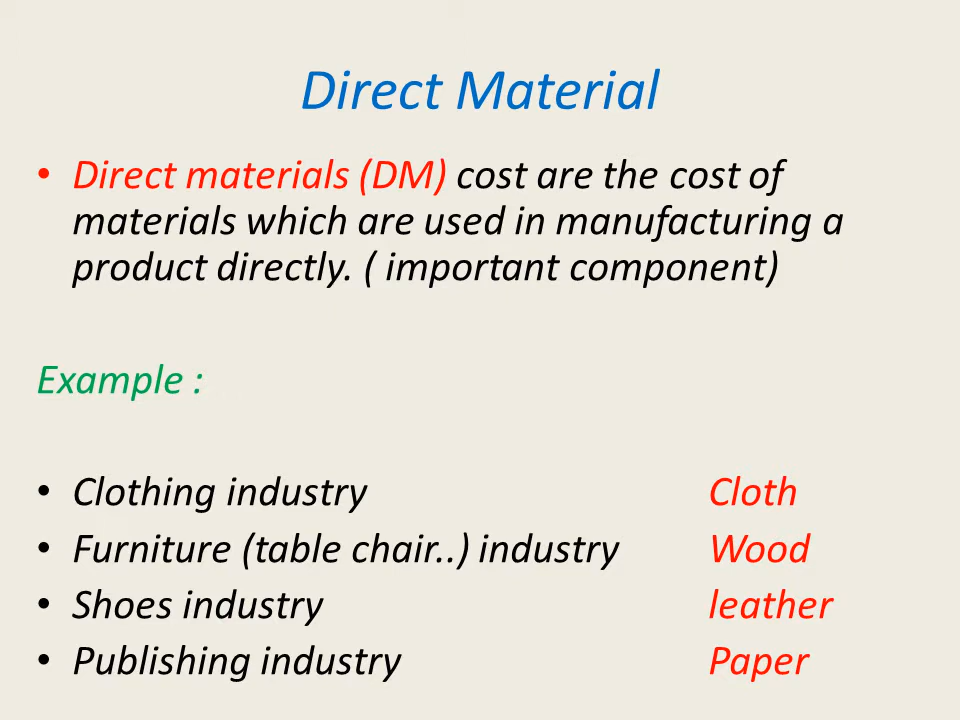 Direct Material
• Direct materials (DM) cost are the cost of
materials which are used in manufacturing a
product directly. ( important component)
Example :
• Clothing industry Cloth
• Furniture (table chair..) industry Wood
• Shoes industry leather
• Publishing industry Paper